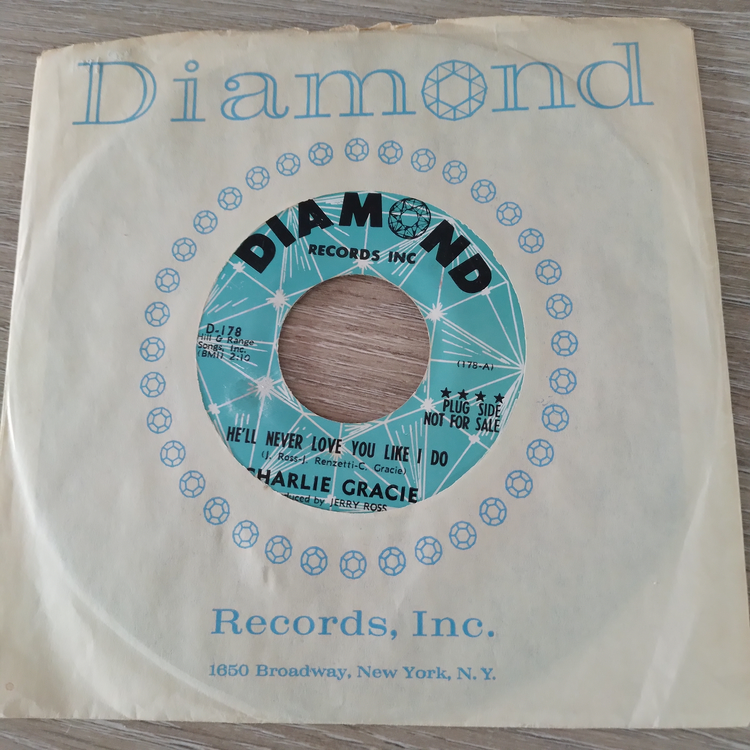 Diamond
DIAMOND
RECORDS INC
D-178
Hill & Range
Songs, Inc.
(BMI) 2:10
(178-A)
★★★★
PLUG SIDE
NOT FOR SALE
HE'LL NEVER LOVE YOU LIKE I DO
(J. Ross-J. Renzetti-C. Gracie)
CHARLIE GRACIE
duced by JERRY ROSS
Records, Inc.
1650 Broadway, New York, N.Y.